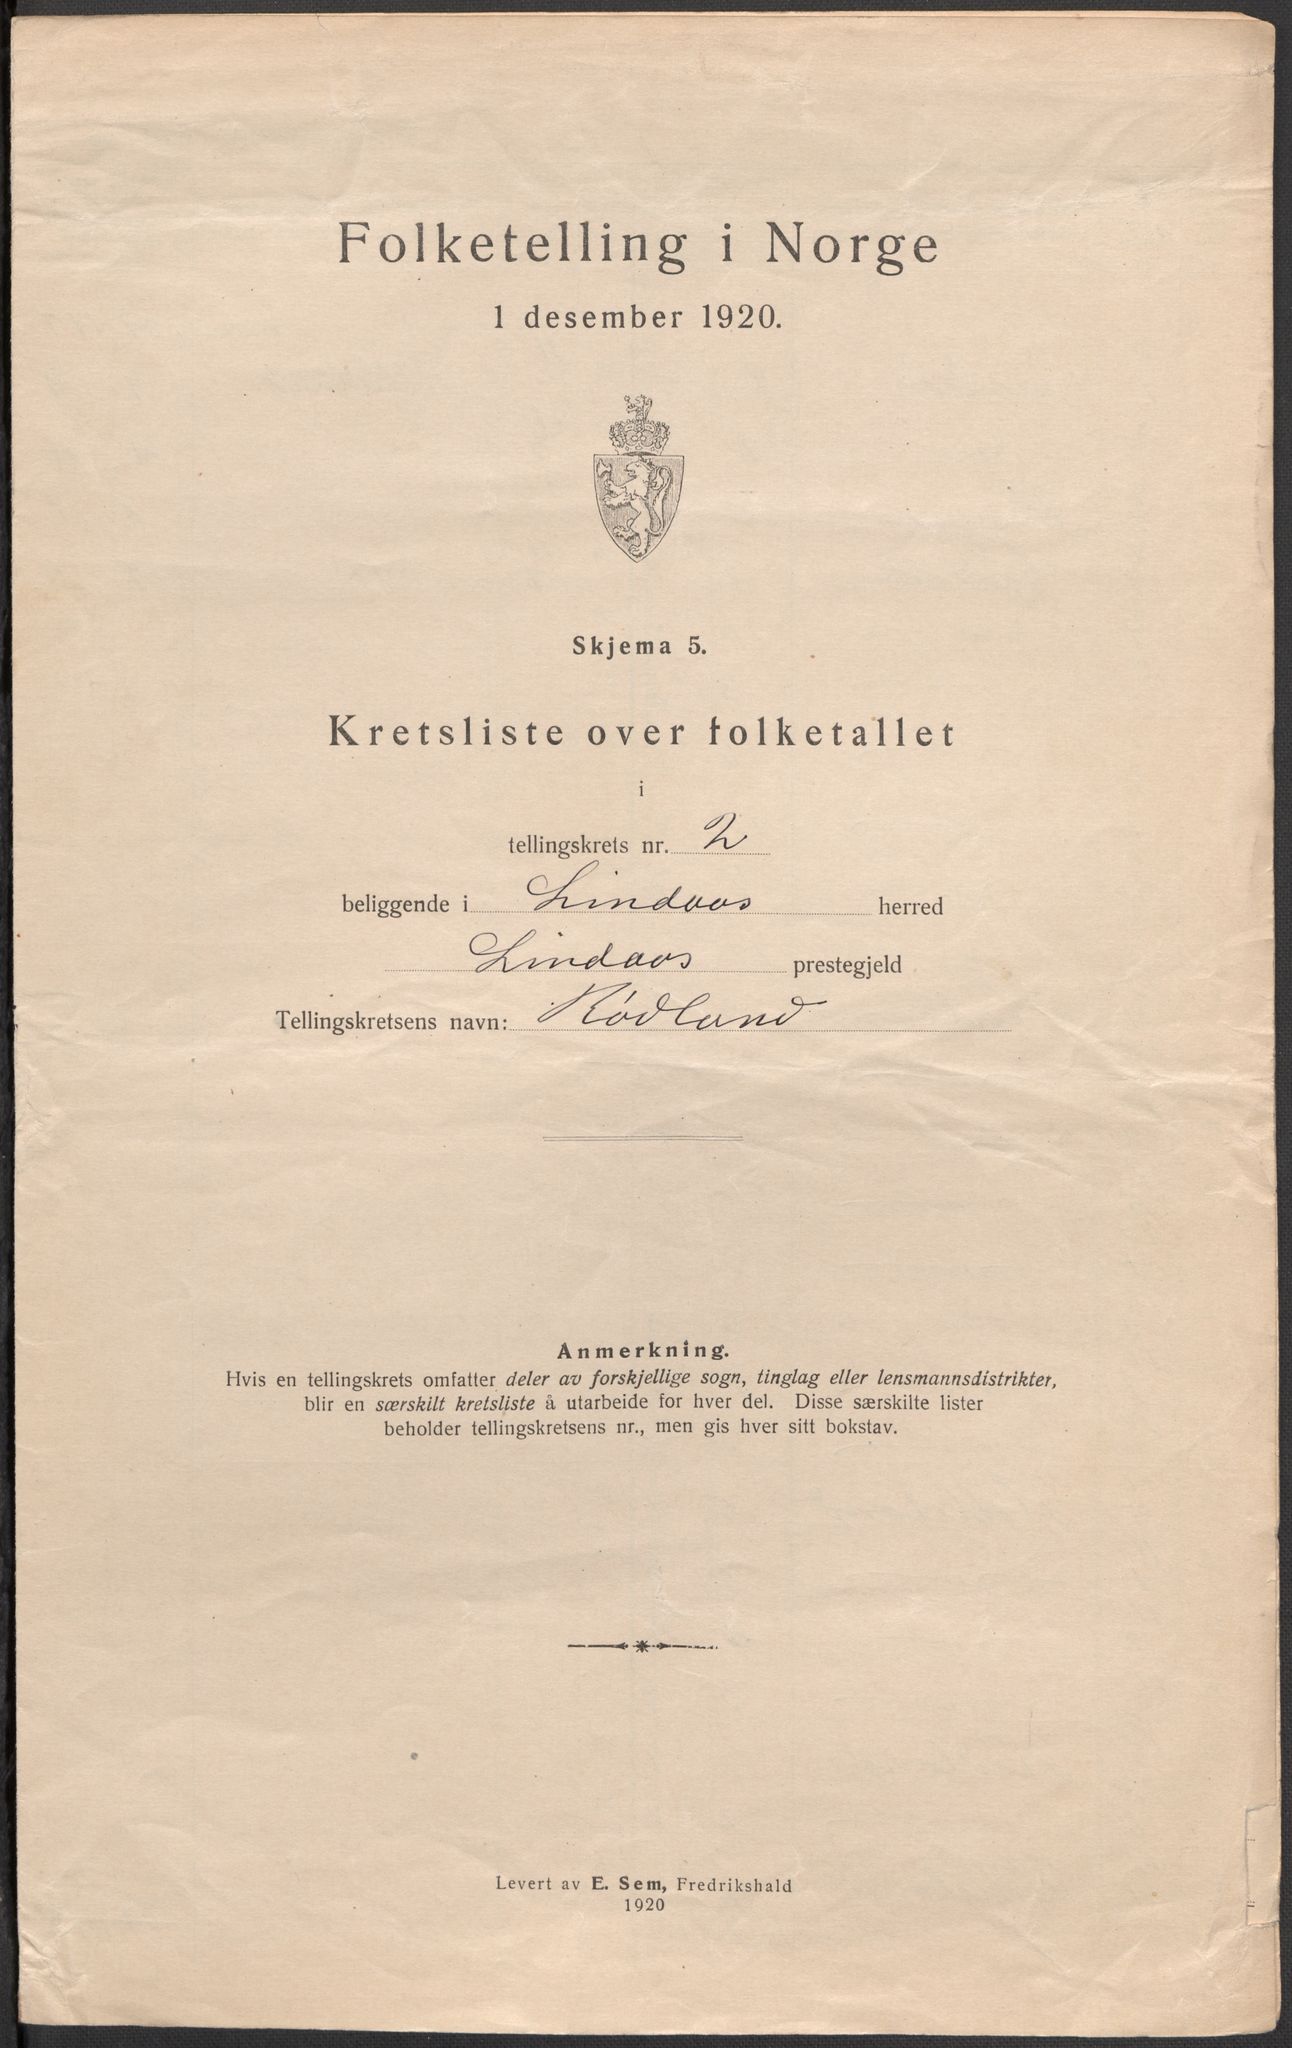 Folketelling i Norge
1 desember 1920.
Skjema 5.
Kretsliste over folketallet
i
tellingskrets nr. 2
beliggende i Lindaas herred
Lindaas prestegjeld
Tellingskretsens navn: Rødland
Anmerkning.
Hvis en tellingskrets omfatter deler av forskjellige sogn, tinglag eller lensmannsdistrikter,
blir en særskilt kretsliste å utarbeide for hver del. Disse særskilte lister
beholder tellingskretsens nr., men gis hver sitt bokstav.
Levert av E. Sem, Fredrikshald
1920